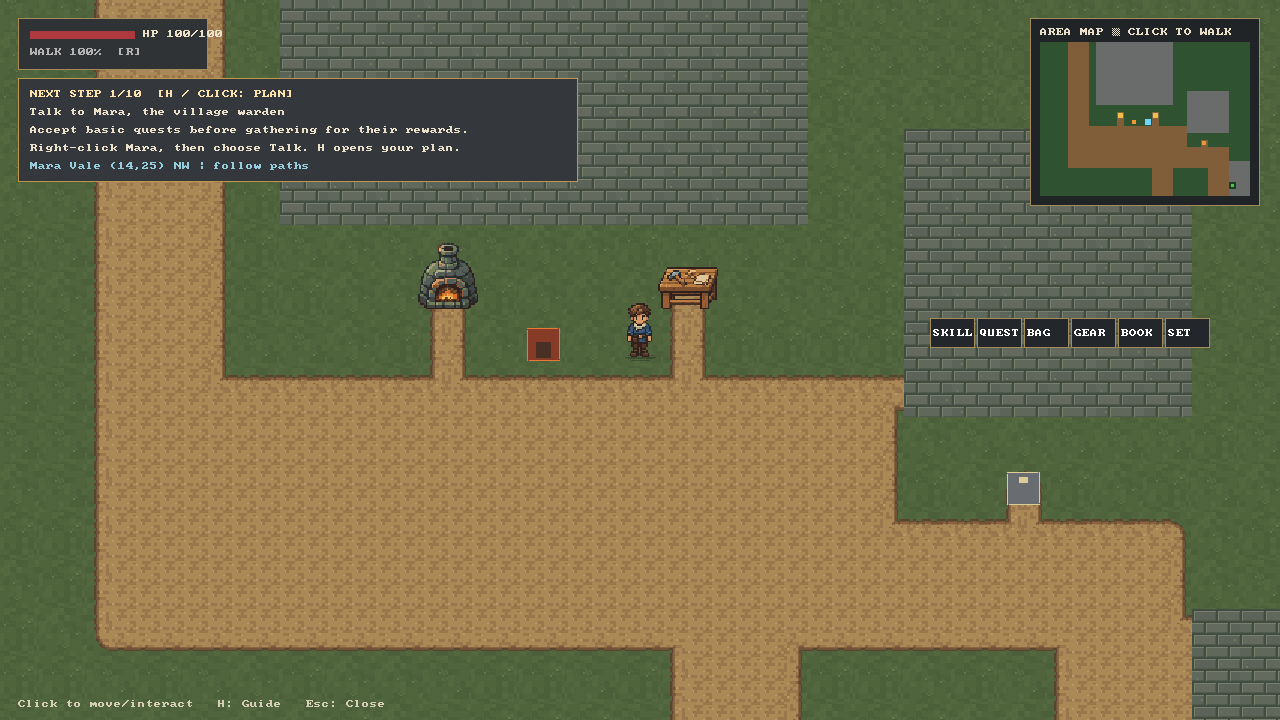 HP 100/100
WALK 100% [R]
NEXT STEP 1/10 [H / CLICK: PLAN]
Talk to Mara, the village warden
Accept basic quests before gathering for their rewards.
Right-click Mara, then choose Talk. H opens your plan.
Mara Vale (14,25) NW ¦ follow paths
AREA MAP ▒ CLICK TO WALK
SKILL QUEST BAG GEAR BOOK SET
Click to move/interact H: Guide Esc: Close